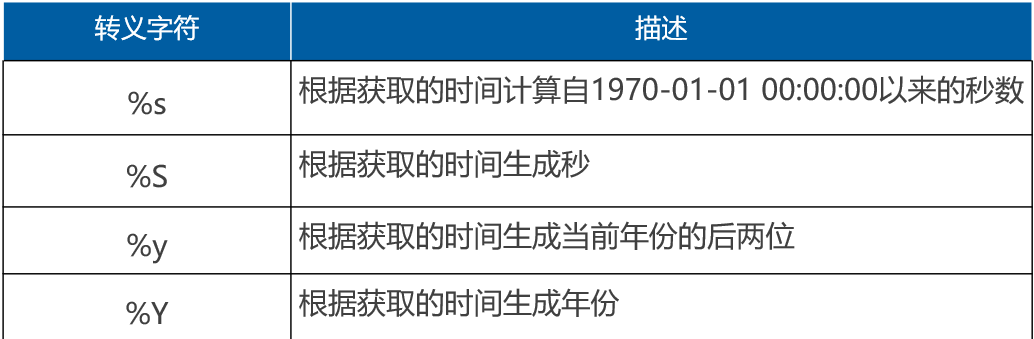 转义字符 描述
%s 根据获取的时间计算自1970-01-01 00:00:00以来的秒数
%S 根据获取的时间生成秒
%y 根据获取的时间生成当前年份的后两位
%Y 根据获取的时间生成年份